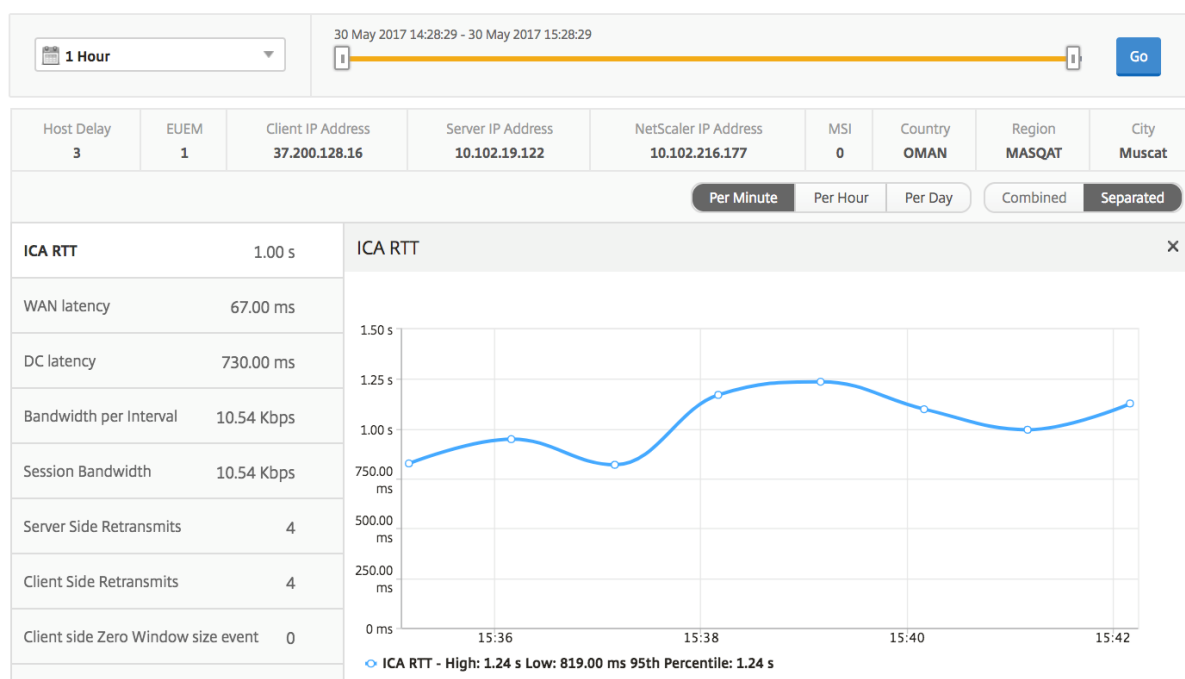 30 May 2017 14:28:29 - 30 May 2017 15:28:29
1 Hour
Go
Host Delay EUEM Client IP Address Server IP Address NetScaler IP Address MSI Country Region City
3 1 37.200.128.16 10.102.19.122 10.102.216.177 0 OMAN MASQAT Muscat
Per Minute Per Hour Per Day Combined Separated
ICA RTT 1.00 s
WAN latency 67.00 ms
DC latency 730.00 ms
Bandwidth per Interval 10.54 Kbps
Session Bandwidth 10.54 Kbps
Server Side Retransmits 4
Client Side Retransmits 4
Client side Zero Window size event 0
ICA RTT ×
1.50 s
1.25 s
1.00 s
750.00
ms
500.00
ms
250.00
ms
0 ms
15:36 15:38 15:40 15:42
ICA RTT - High: 1.24 s Low: 819.00 ms 95th Percentile: 1.24 s